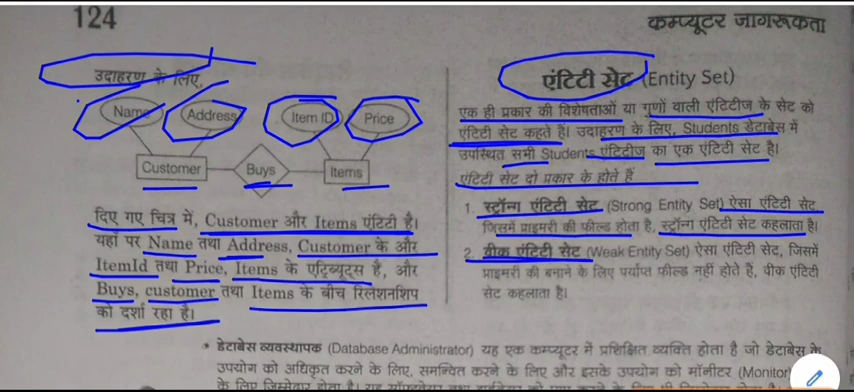 124
कम्प्यूटर जागरूकता
उदाहरण के लिए,
Name
Address
Item ID
Price
Customer
Buys
Items
दिए गए चित्र में, Customer और Items एंटिटी है।
यहाँ पर Name तथा Address, Customer के और
ItemId तथा Price, Items के एट्रिब्यूट्स है, और
Buys, customer तथा Items के बीच रिलेशनशिप
को दर्शा रहा है।
एंटिटी सेट (Entity Set)
एक ही प्रकार की विशेषताओं या गुणों वाली एंटिटीज के सेट को
एंटिटी सेट कहते है। उदाहरण के लिए, Students डेटाबेस में
उपस्थित सभी Students एंटिटीज का एक एंटिटी सेट है।
एंटिटी सेट दो प्रकार के होते हैं
1. स्ट्रॉन्ग एंटिटी सेट (Strong Entity Set) ऐसा एंटिटी सेट
जिसमें प्राइमरी की फील्ड होता है, स्ट्रॉन्ग एंटिटी सेट कहलाता है।
2. वीक एंटिटी सेट (Weak Entity Set) ऐसा एंटिटी सेट, जिसमें
प्राइमरी की बनाने के लिए पर्याप्त फील्ड नहीं होते हैं, वीक एंटिटी
सेट कहलाता है।
• डेटाबेस व्यवस्थापक (Database Administrator) यह एक कम्प्यूटर में प्रशिक्षित व्यक्ति होता है जो डेटाबेस के
उपयोग को अधिकृत करने के लिए, समन्वित करने के लिए और इसके उपयोग को मॉनीटर (Monitor)
के लिए जिम्मेदार होता है।